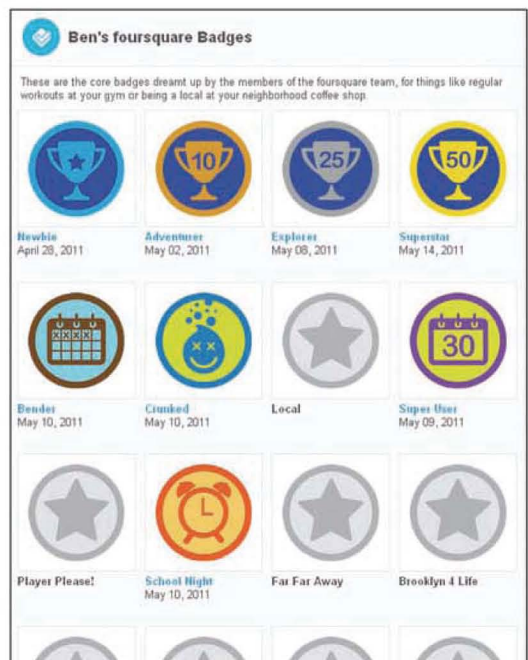 Ben's foursquare Badges
These are the core badges dreamt up by the members of the foursquare team, for things like regular
workouts at your gym or being a local at your neighborhood coffee shop.
10
25
50
Newbie
Adventurer
Explorer
Superstar
April 28, 2011
May 02, 2011
May 08, 2011
May 14, 2011
XXXX
30
Bender
Crunked
Local
Super User
May 10, 2011
May 10, 2011
May 09, 2011
Player Please!
School Night
Far Far Away
Brooklyn 4 Life
May 10, 2011